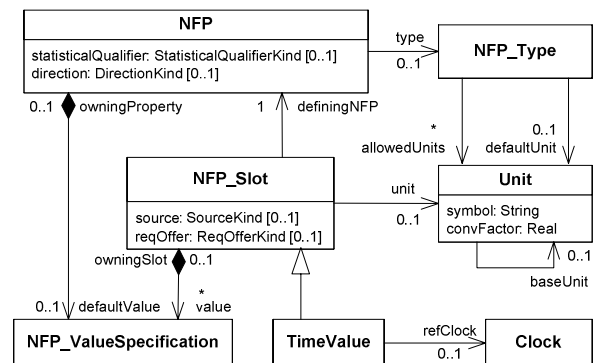 NFP
statisticalQualifier: StatisticalQualifierKind [0..1]
direction: DirectionKind [0..1]
type
0..1
NFP_Type
0..1 owningProperty
1 definingNFP
*
allowedUnits
0..1
defaultUnit
NFP_Slot
source: SourceKind [0..1]
reqOffer: ReqOfferKind [0..1]
unit
0..1
Unit
symbol: String
convFactor: Real
0..1
baseUnit
owningSlot 0..1
0..1 defaultValue
*
value
NFP_ValueSpecification
TimeValue
refClock
0..1
Clock